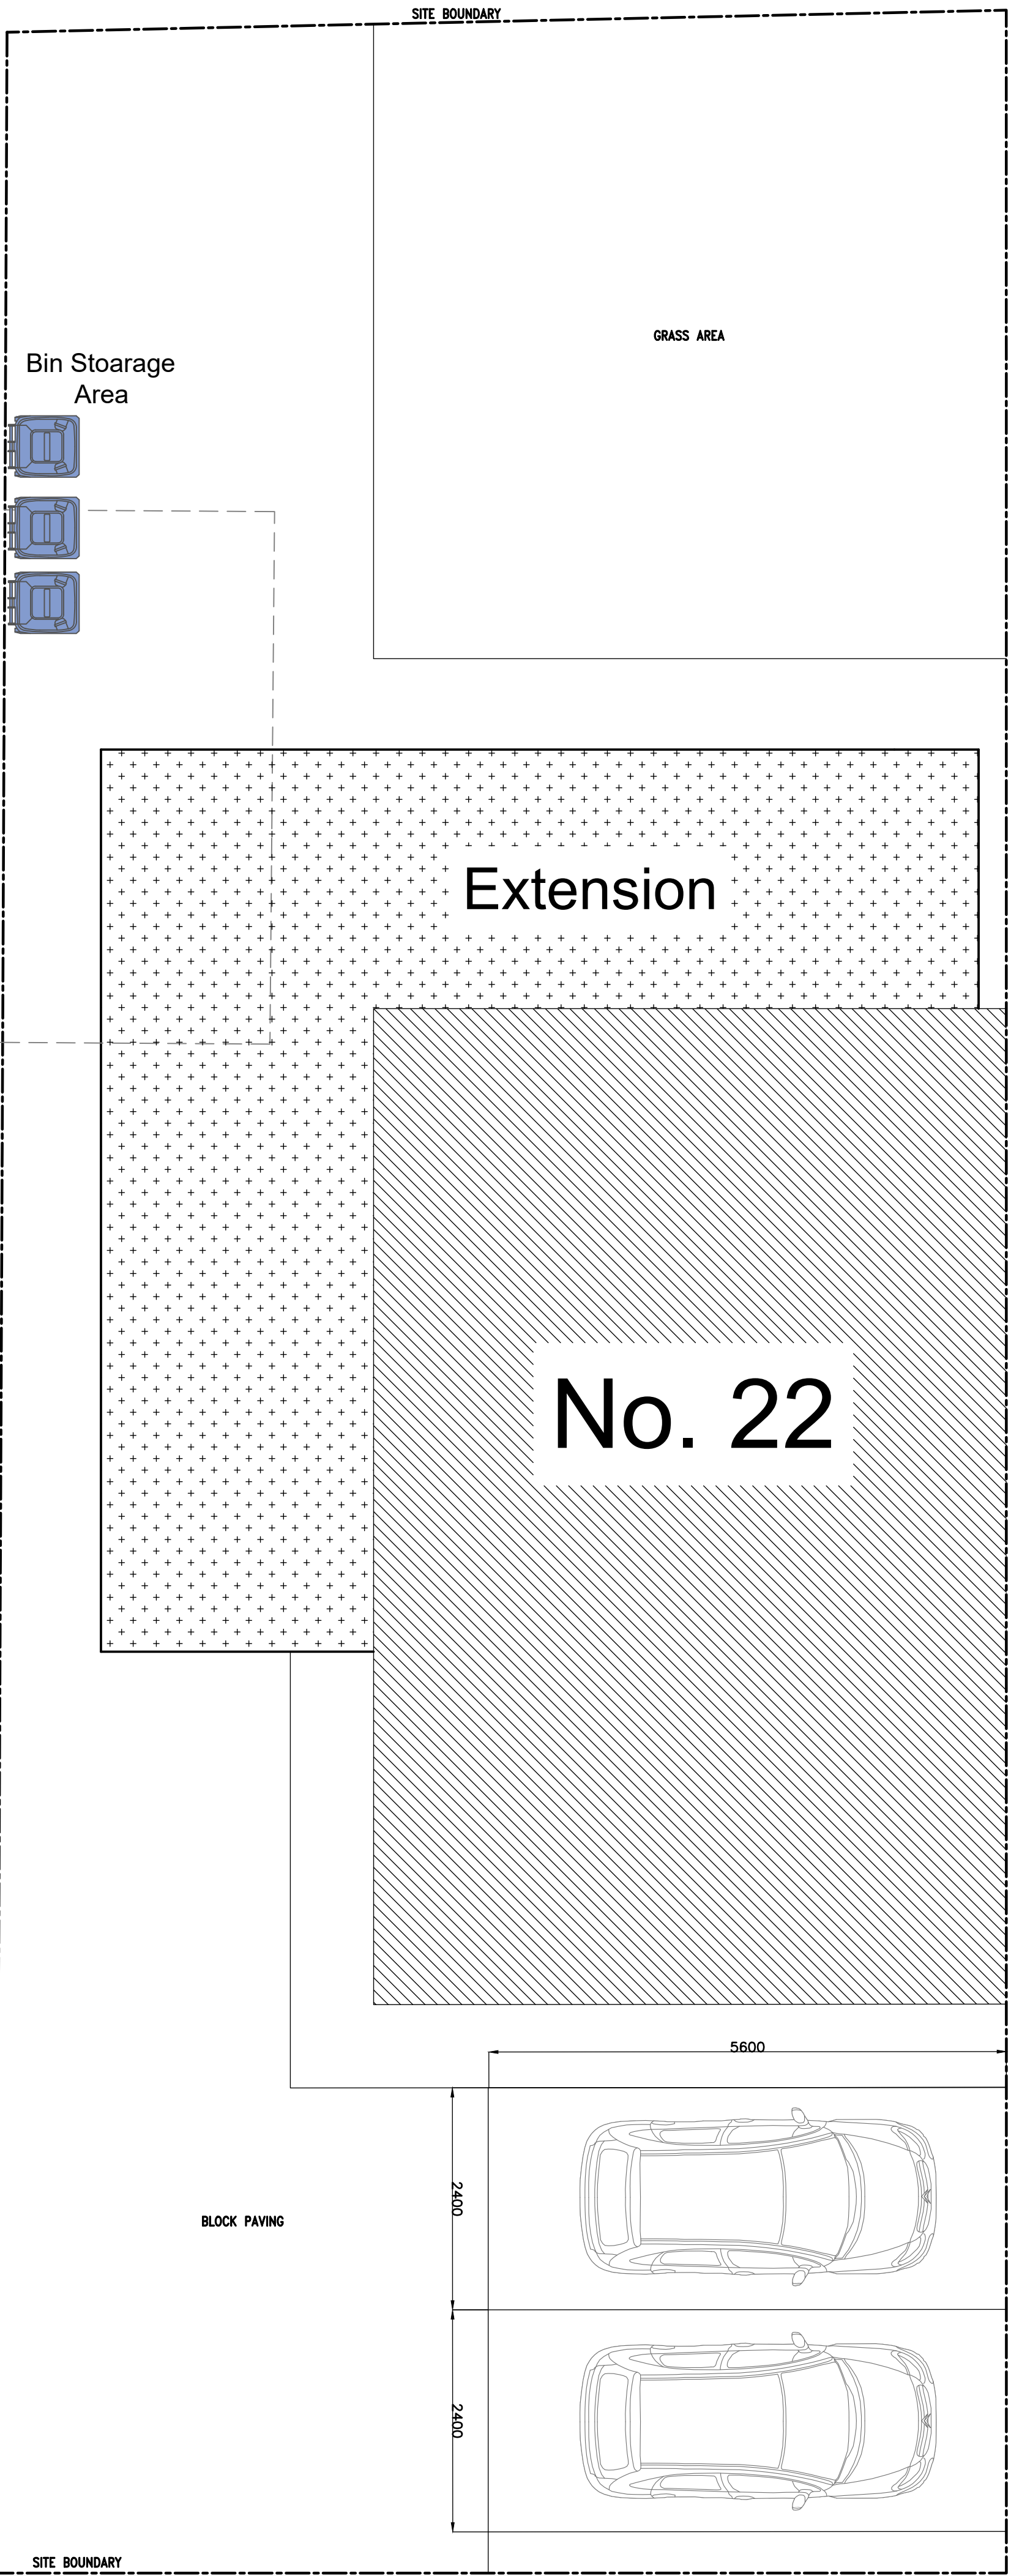 SITE BOUNDARY
GRASS AREA
Bin Stoarage
Area
Extension
No. 22
5600
2400
BLOCK PAVING
2400
SITE BOUNDARY